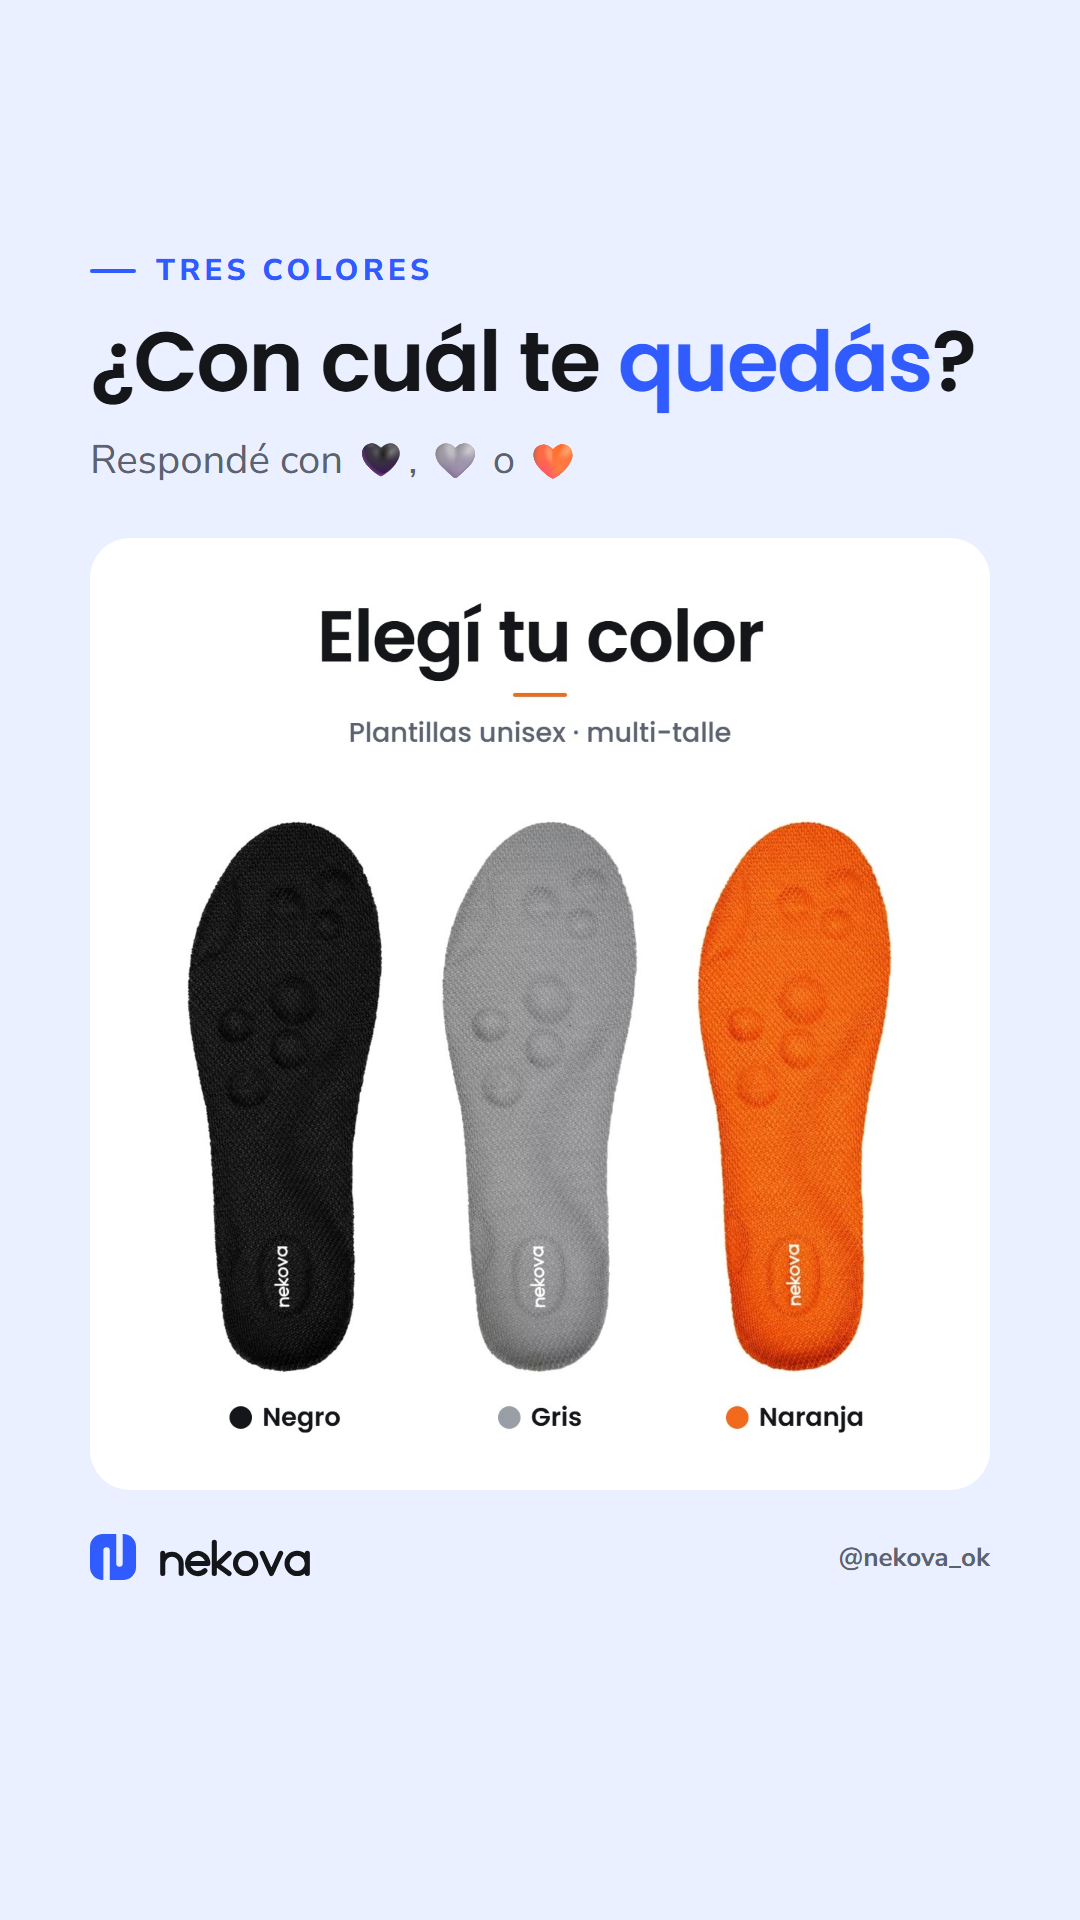 TRES COLORES
¿Con cuál te quedás?
Respondé con 🖤, 🩶 o 🧡
Elegí tu color
Plantillas unisex · multi-talle
nekova
nekova
nekova
Negro
Gris
Naranja
nekova
@nekova_ok